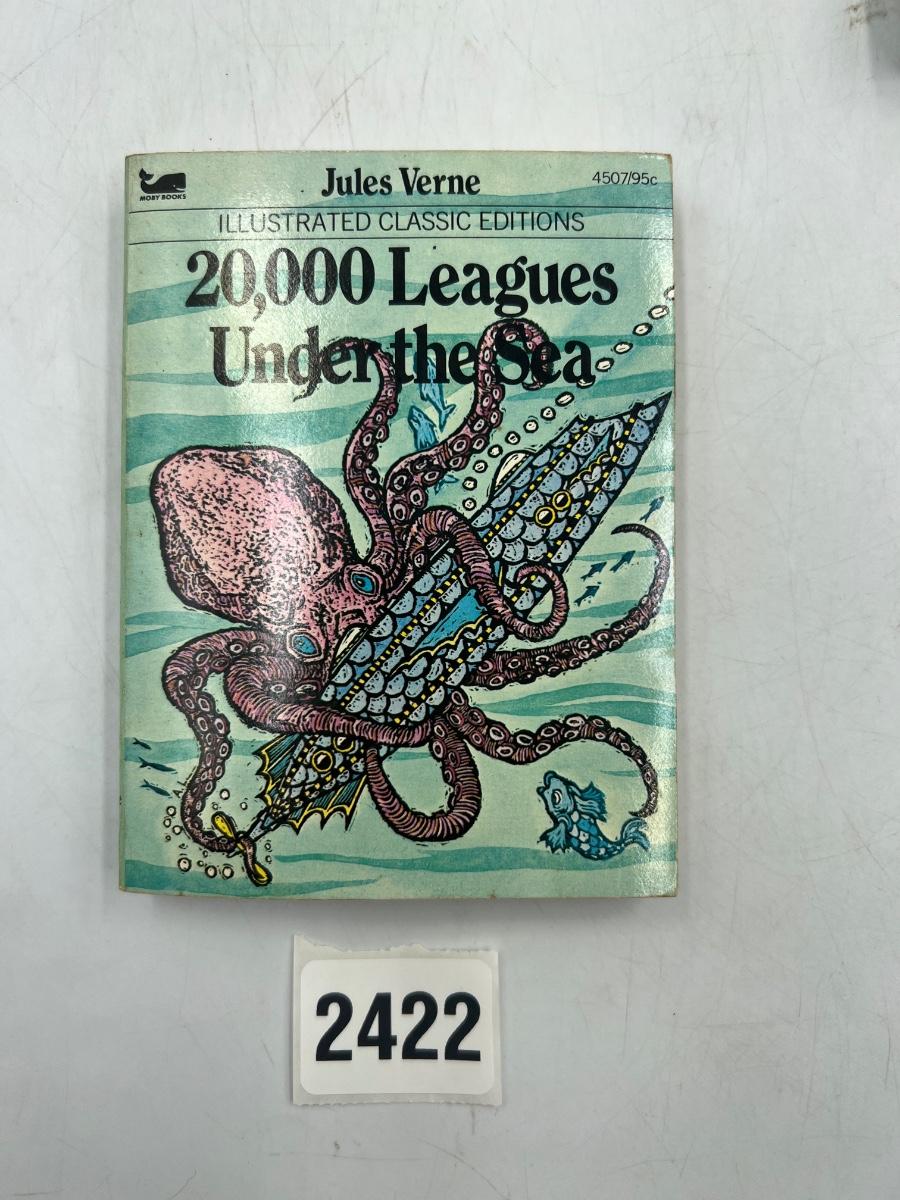 MOBY BOOKS
Jules Verne
4507/95c
ILLUSTRATED CLASSIC EDITIONS
20,000 Leagues
Under the Sea
2422